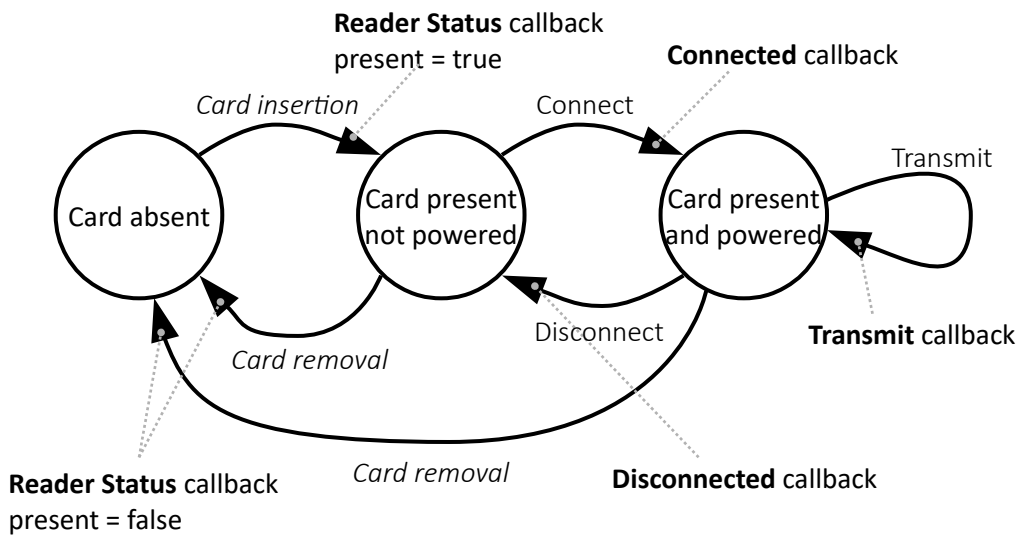 Reader Status callback
present = true
Connected callback
Card insertion
Connect
Transmit
Card absent
Card present
not powered
Card present
and powered
Disconnect
Transmit callback
Card removal
Card removal
Disconnected callback
Reader Status callback
present = false